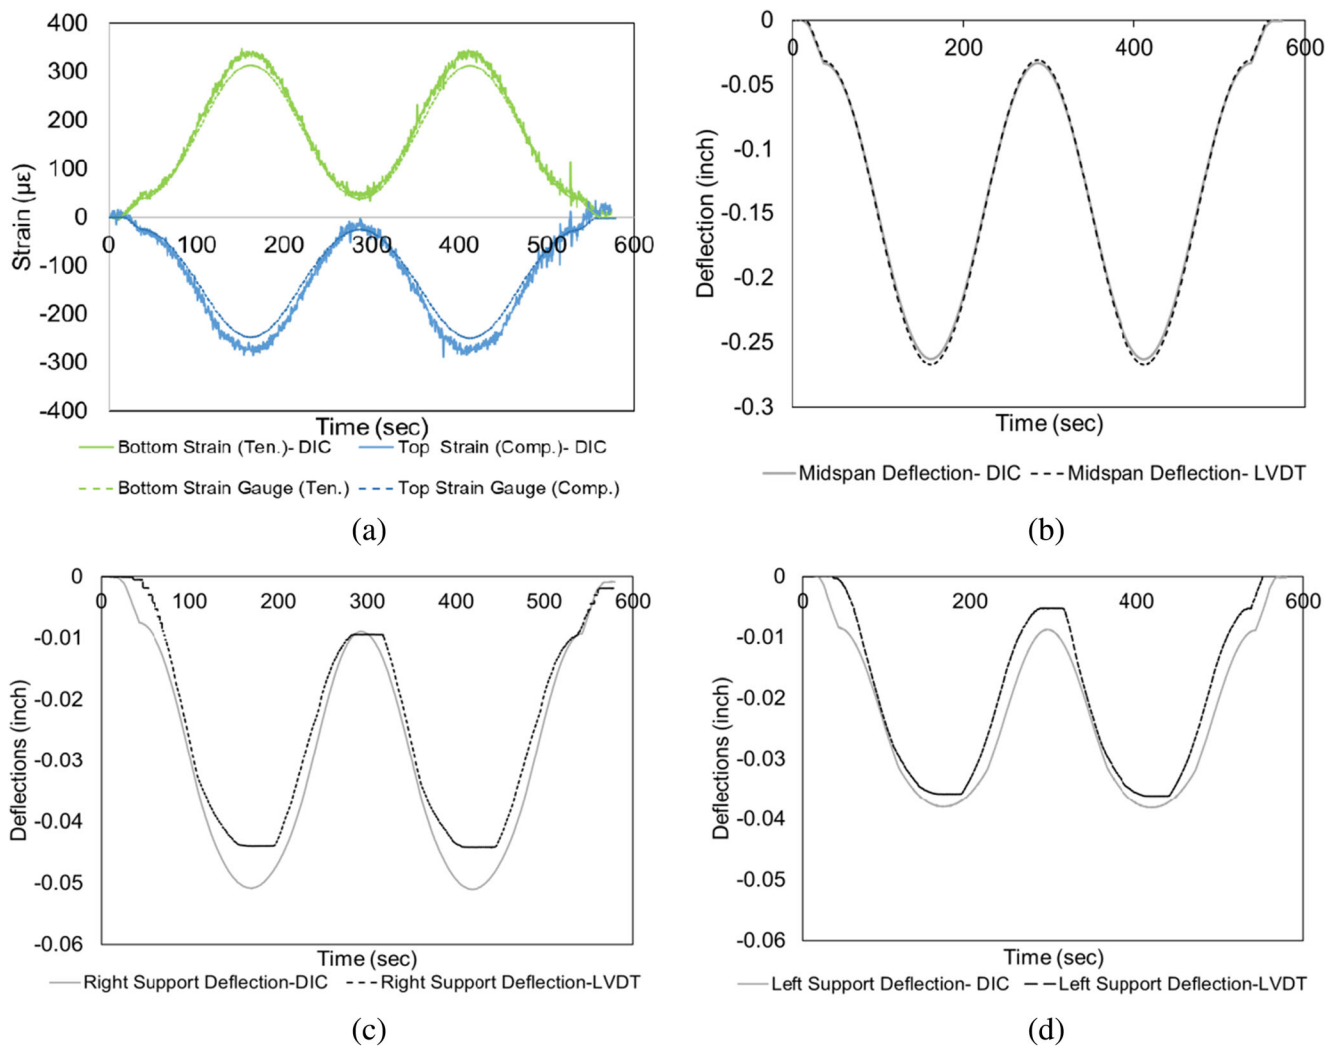 400
300
200
100
0
-100
-200
-300
-400
0 100 200 300 400 500 600
Strain (με)
Time (sec)
Bottom Strain (Ten.)- DIC
Top Strain (Comp.)- DIC
Bottom Strain Gauge (Ten.)
Top Strain Gauge (Comp.)
(a)
0
-0.05
-0.1
-0.15
-0.2
-0.25
-0.3
0 200 400 600
Deflection (inch)
Time (sec)
Midspan Deflection- DIC
Midspan Deflection- LVDT
(b)
0
-0.01
-0.02
-0.03
-0.04
-0.05
-0.06
0 100 200 300 400 500 600
Deflections (inch)
Time (sec)
Right Support Deflection-DIC
Right Support Deflection-LVDT
(c)
0
-0.01
-0.02
-0.03
-0.04
-0.05
-0.06
0 200 400 600
Deflections (inch)
Time (sec)
Left Support Deflection- DIC
Left Support Deflection-LVDT
(d)